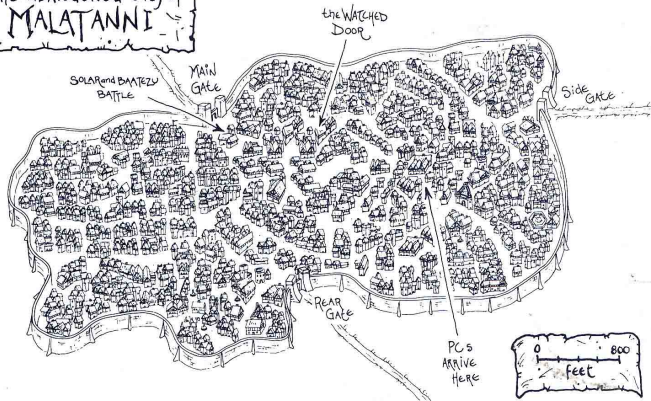 MALATANNI
the WATCHED
DOOR
SOLAR and BAATEZU
BATTLE
MAIN
GATE
SIDE
GATE
REAR
GATE
PCs
ARRIVE
HERE
0 800
feet